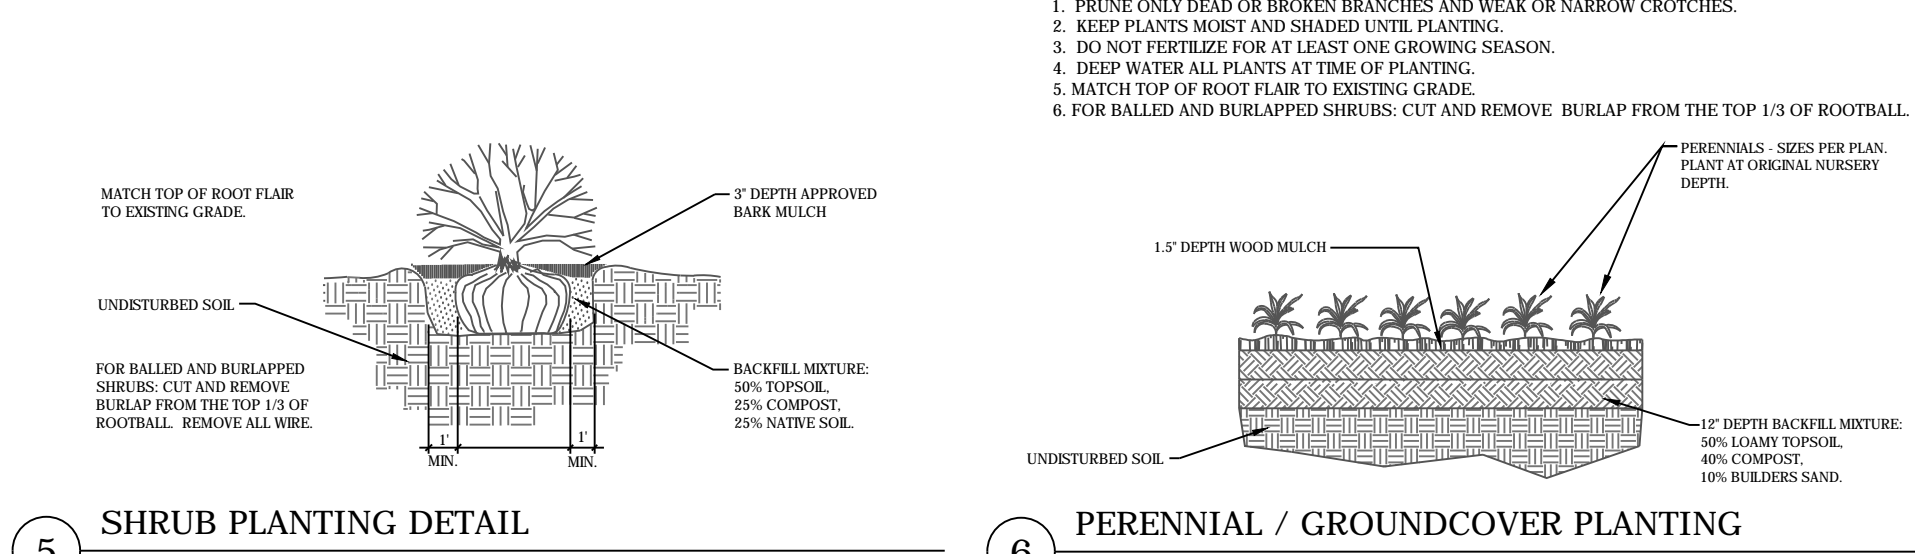 1. PRUNE ONLY DEAD OR BROKEN BRANCHES AND WEAK OR NARROW CROTCHES.
2. KEEP PLANTS MOIST AND SHADED UNTIL PLANTING.
3. DO NOT FERTILIZE FOR AT LEAST ONE GROWING SEASON.
4. DEEP WATER ALL PLANTS AT TIME OF PLANTING.
5. MATCH TOP OF ROOT FLAIR TO EXISTING GRADE.
6. FOR BALLED AND BURLAPPED SHRUBS: CUT AND REMOVE BURLAP FROM THE TOP 1/3 OF ROOTBALL.
MATCH TOP OF ROOT FLAIR
TO EXISTING GRADE.
3" DEPTH APPROVED
BARK MULCH
UNDISTURBED SOIL
FOR BALLED AND BURLAPPED
SHRUBS: CUT AND REMOVE
BURLAP FROM THE TOP 1/3 OF
ROOTBALL. REMOVE ALL WIRE.
BACKFILL MIXTURE:
50% TOPSOIL,
25% COMPOST,
25% NATIVE SOIL.
1'
MIN.
1'
MIN.
5
SHRUB PLANTING DETAIL
PERENNIALS - SIZES PER PLAN.
PLANT AT ORIGINAL NURSERY
DEPTH.
1.5" DEPTH WOOD MULCH
UNDISTURBED SOIL
12" DEPTH BACKFILL MIXTURE:
50% LOAMY TOPSOIL,
40% COMPOST,
10% BUILDERS SAND.
6
PERENNIAL / GROUNDCOVER PLANTING